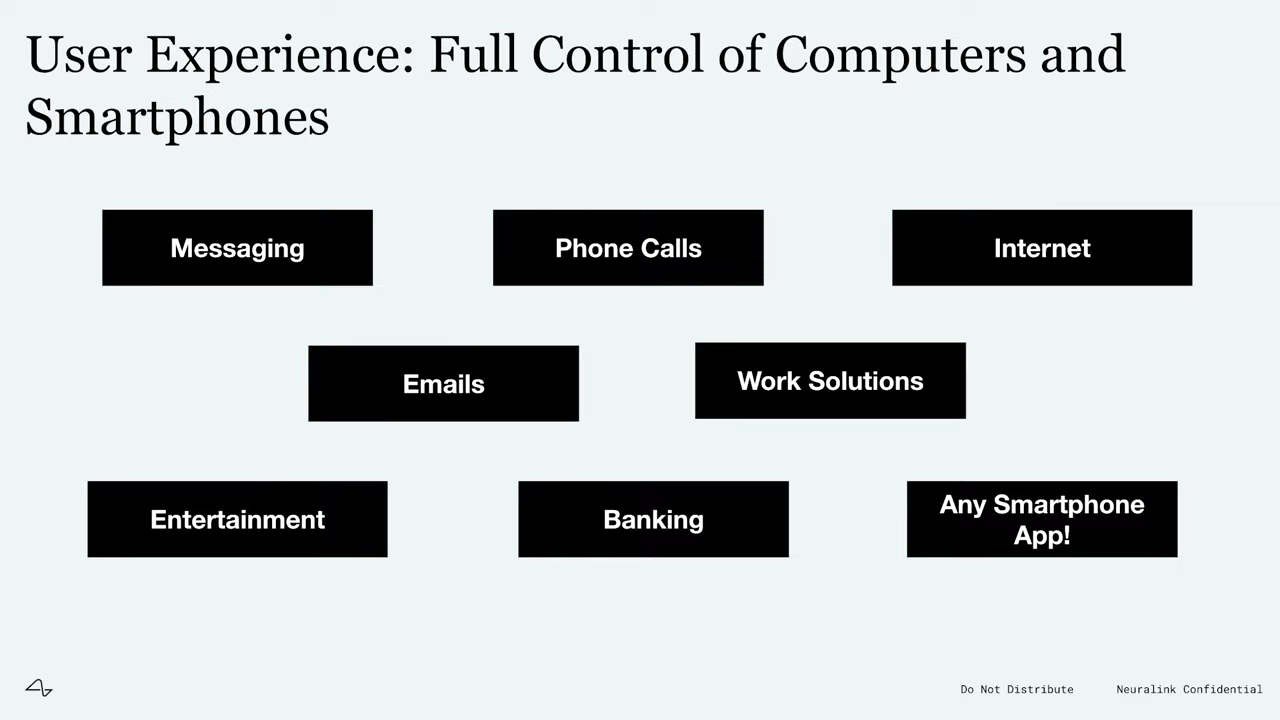 User Experience: Full Control of Computers and
Smartphones
Messaging
Phone Calls
Internet
Emails
Work Solutions
Entertainment
Banking
Any Smartphone
App!
Do Not Distribute
Neuralink Confidential